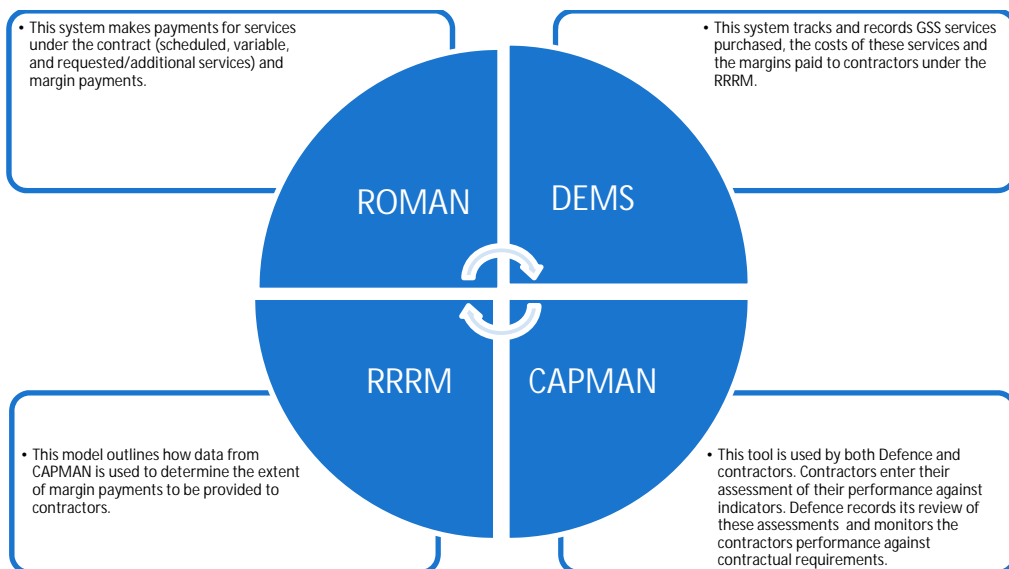 • This system makes payments for services
under the contract (scheduled, variable,
and requested/additional services) and
margin payments.
• This system tracks and records GSS services
purchased, the costs of these services and
the margins paid to contractors under the
RRRM.
ROMAN
DEMS
RRRM
CAPMAN
• This model outlines how data from
CAPMAN is used to determine the extent
of margin payments to be provided to
contractors.
• This tool is used by both Defence and
contractors. Contractors enter their
assessment of their performance against
indicators. Defence records its review of
these assessments and monitors the
contractors performance against
contractual requirements.